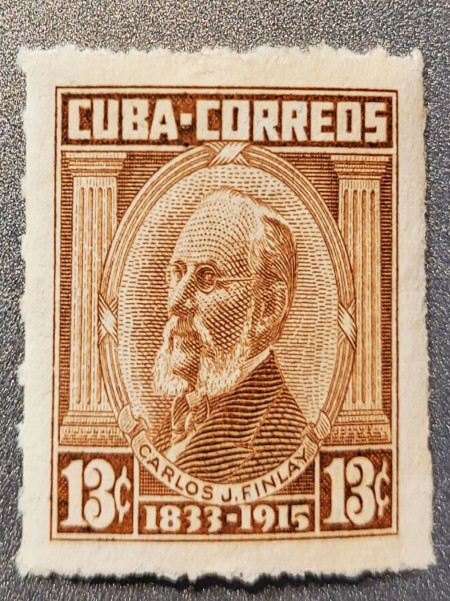 CUBA-CORREOS
CARLOS J. FINLAY
13¢
1833-1915
13¢